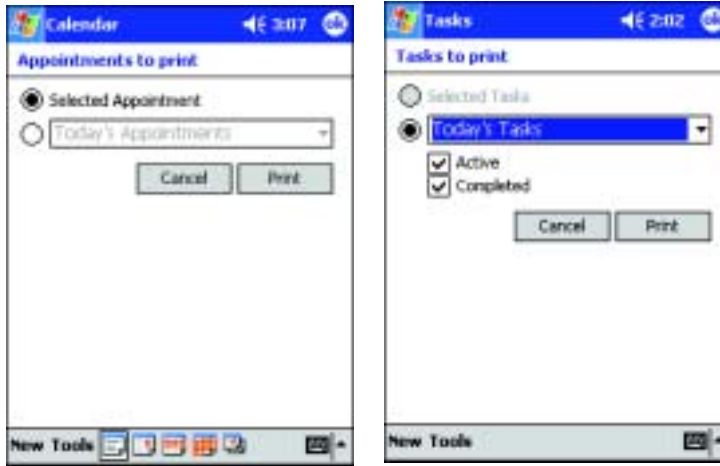 Calendar 3:07 ok
Appointments to print
Selected Appointment
Today's Appointments
Cancel Print
New Tools
Tasks 2:02 ok
Tasks to print
Selected Tasks
Today's Tasks
Active
Completed
Cancel Print
New Tools